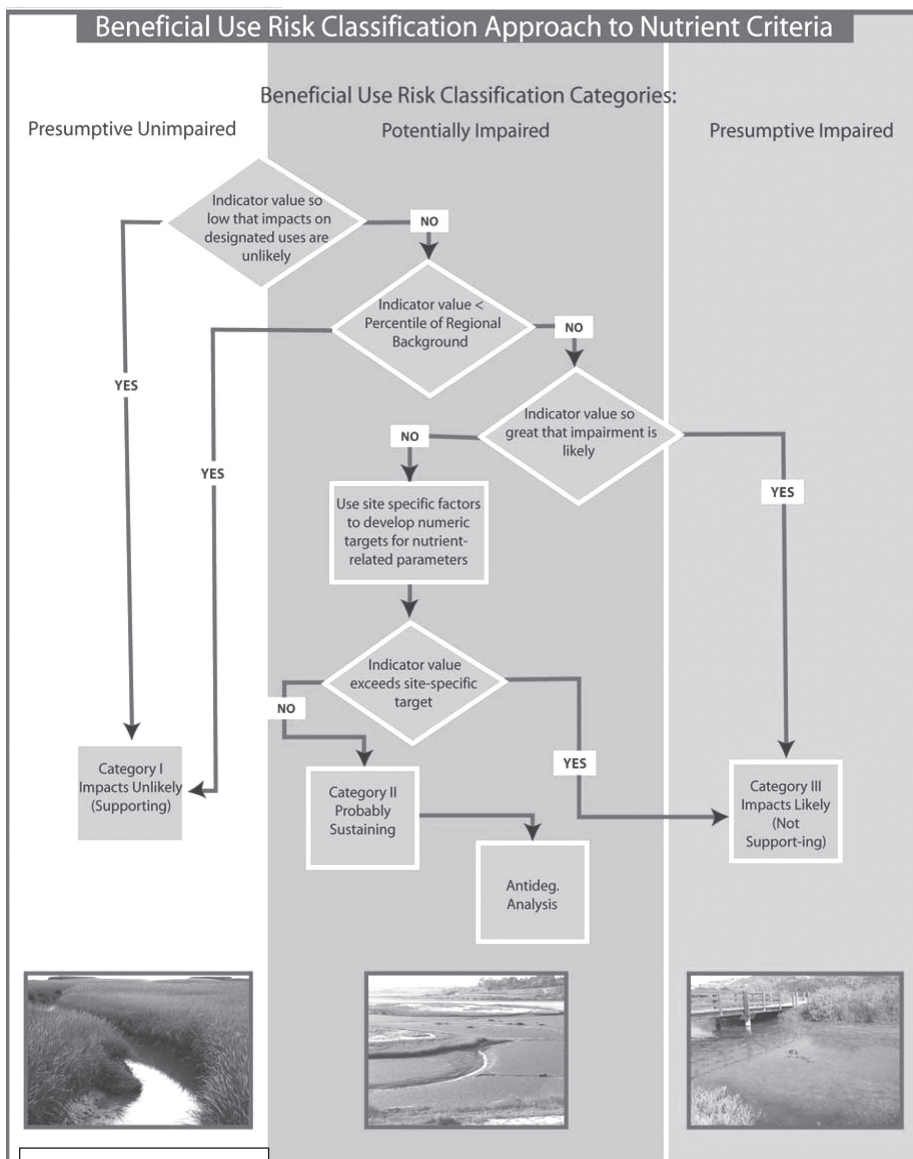 Beneficial Use Risk Classification Approach to Nutrient Criteria
Beneficial Use Risk Classification Categories:
Presumptive Unimpaired
Potentially Impaired
Presumptive Impaired
Indicator value so
low that impacts on
designated uses are
unlikely
NO
Indicator value <
Percentile of Regional
Background
NO
YES
Indicator value so
great that impairment is
likely
NO
YES
YES
Use site specific factors
to develop numeric
targets for nutrient-
related parameters
Indicator value
exceeds site-specific
target
NO
YES
Category I
Impacts Unlikely
(Supporting)
Category II
Probably
Sustaining
Category III
Impacts Likely
(Not
Support-ing)
Antideg.
Analysis